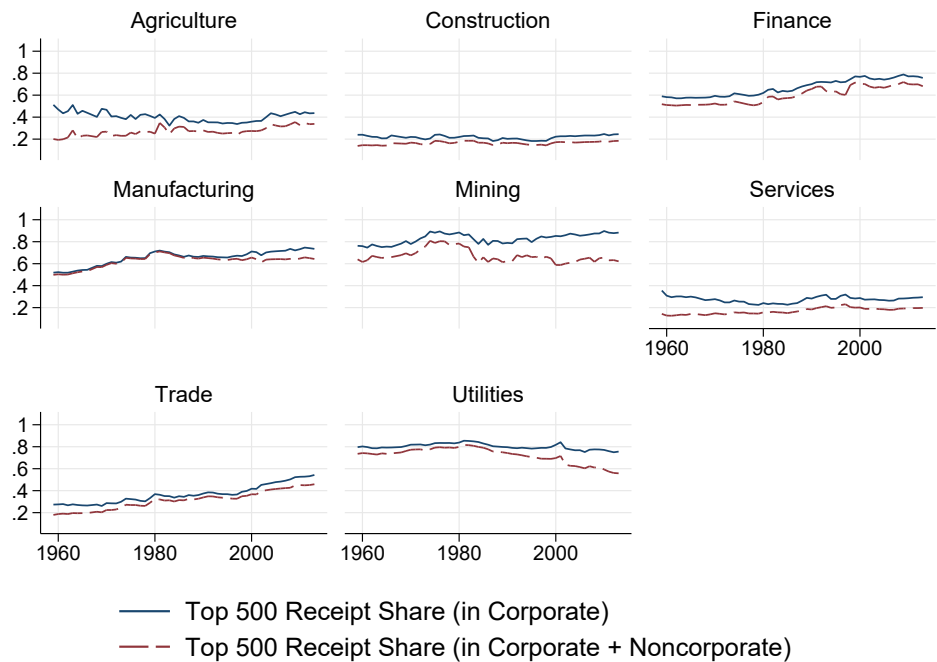 Agriculture
Construction
Finance
1
.8
.6
.4
.2
Manufacturing
Mining
Services
1
.8
.6
.4
.2
1960 1980 2000
Trade
Utilities
1
.8
.6
.4
.2
1960 1980 2000
1960 1980 2000
Top 500 Receipt Share (in Corporate)
Top 500 Receipt Share (in Corporate + Noncorporate)